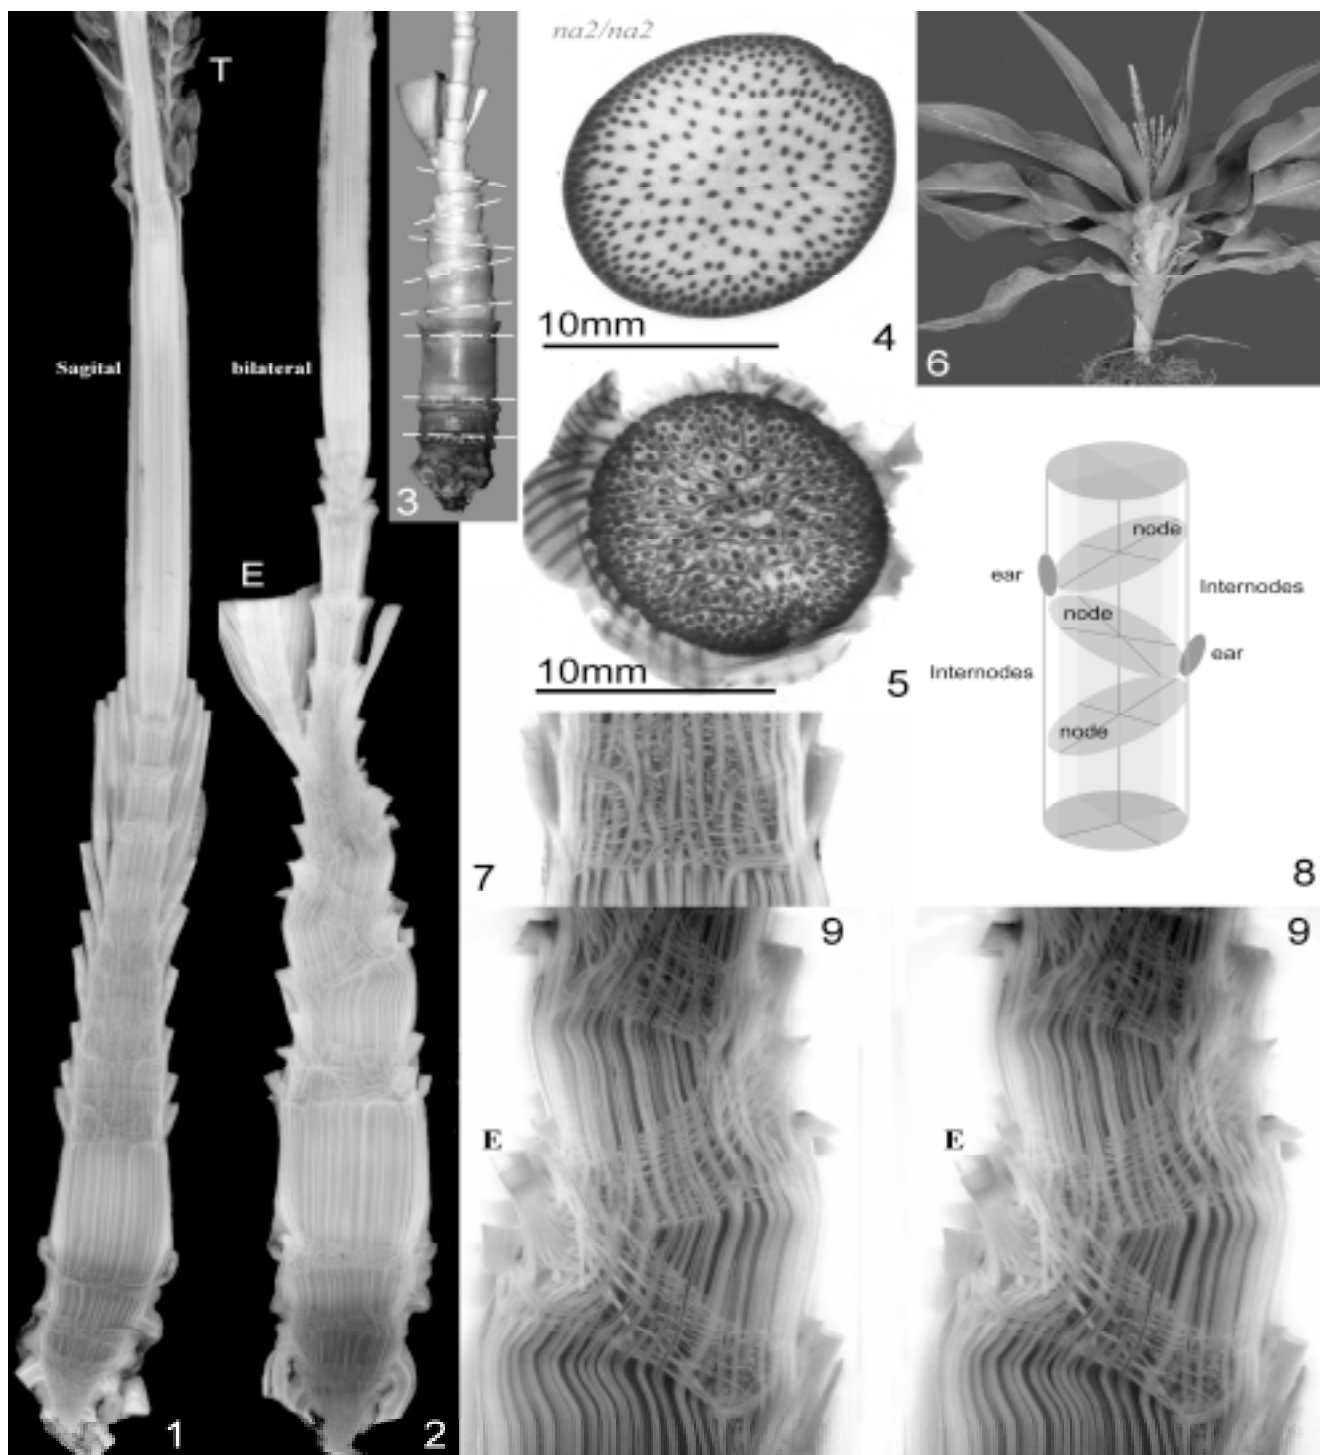 T
Sagital
bilateral
E
1
2
3
na2/na2
10mm
4
10mm
5
6
7
node
ear
Internodes
node
Internodes
ear
node
8
9
E
9
E